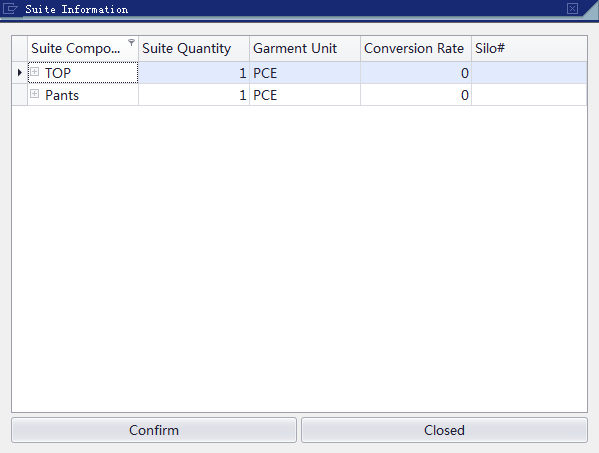 Suite Information
Suite Compo... Suite Quantity Garment Unit Conversion Rate Silo#
TOP 1 PCE 0
Pants 1 PCE 0
Confirm Closed